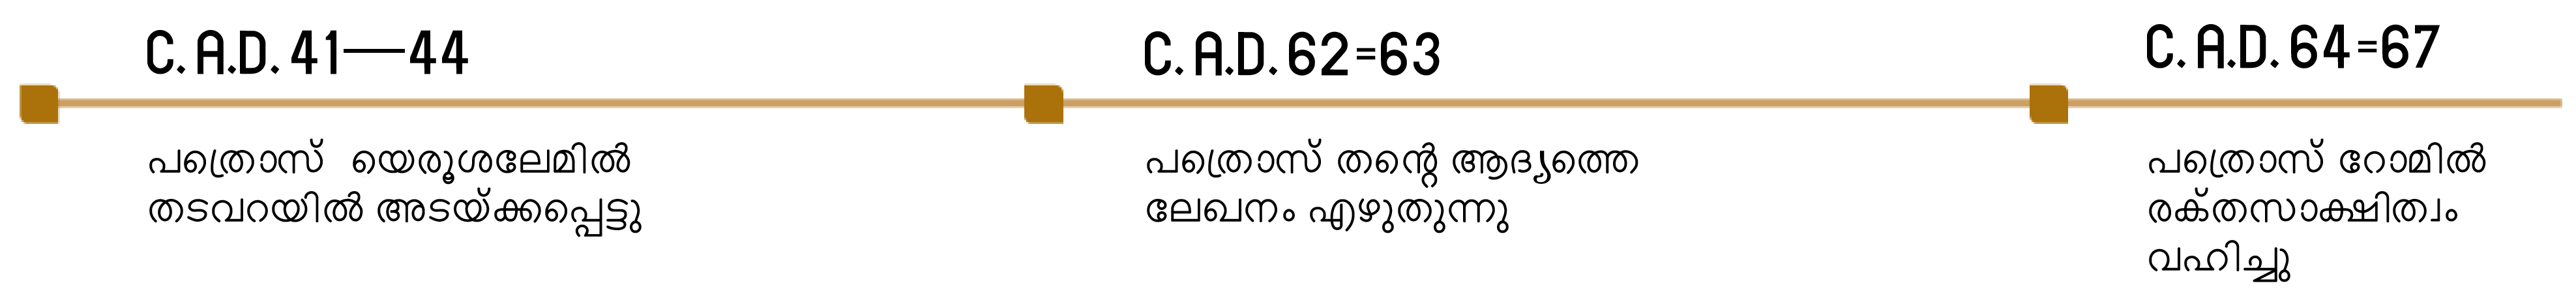 C. A.D. 41—44
പത്രൊസ് യെരൂശലേമിൽ
തടവറയിൽ അടയ്ക്കപ്പെട്ടു
C. A.D. 62=63
പത്രൊസ് തന്റെ ആദ്യത്തെ
ലേഖനം എഴുതുന്നു
C. A.D. 64=67
പത്രൊസ് റോമിൽ
രക്തസാക്ഷിത്വം
വഹിച്ചു